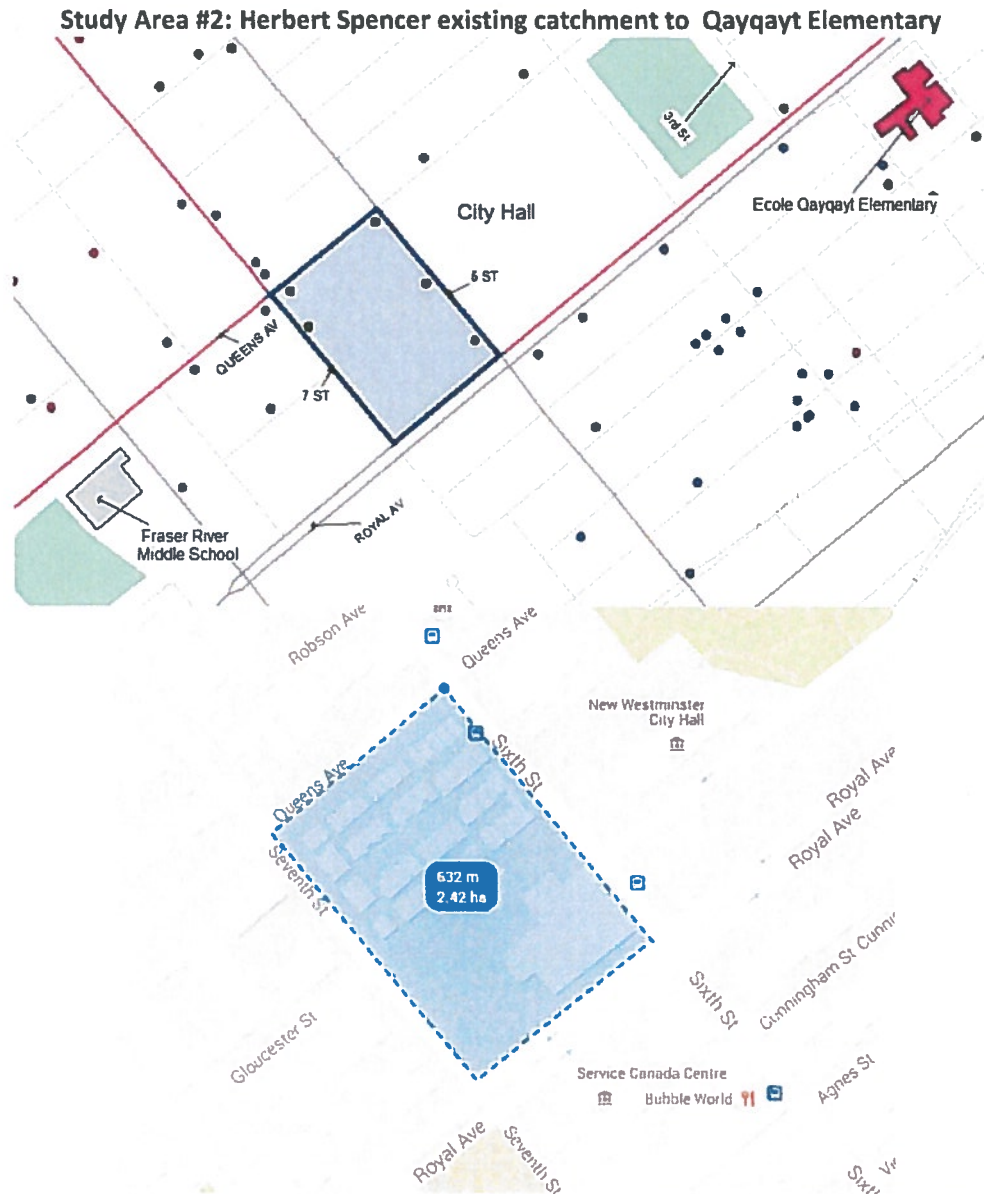 Study Area #2: Herbert Spencer existing catchment to Qayqayt Elementary
3rd St
Ecole Qayqayt Elementary
City Hall
6 ST
QUEENS AV
7 ST
Fraser River
Middle School
ROYAL AV
Robson Ave
Queens Ave
New Westminster
City Hall
Sixth St
Queens Ave
Royal Ave
Royal Ave
Seventh St
632 m
2.42 ha
Sixth St
Cunningham St
Gloucester St
Service Canada Centre
Bubble World
Agnes St
Royal Ave
Seventh St